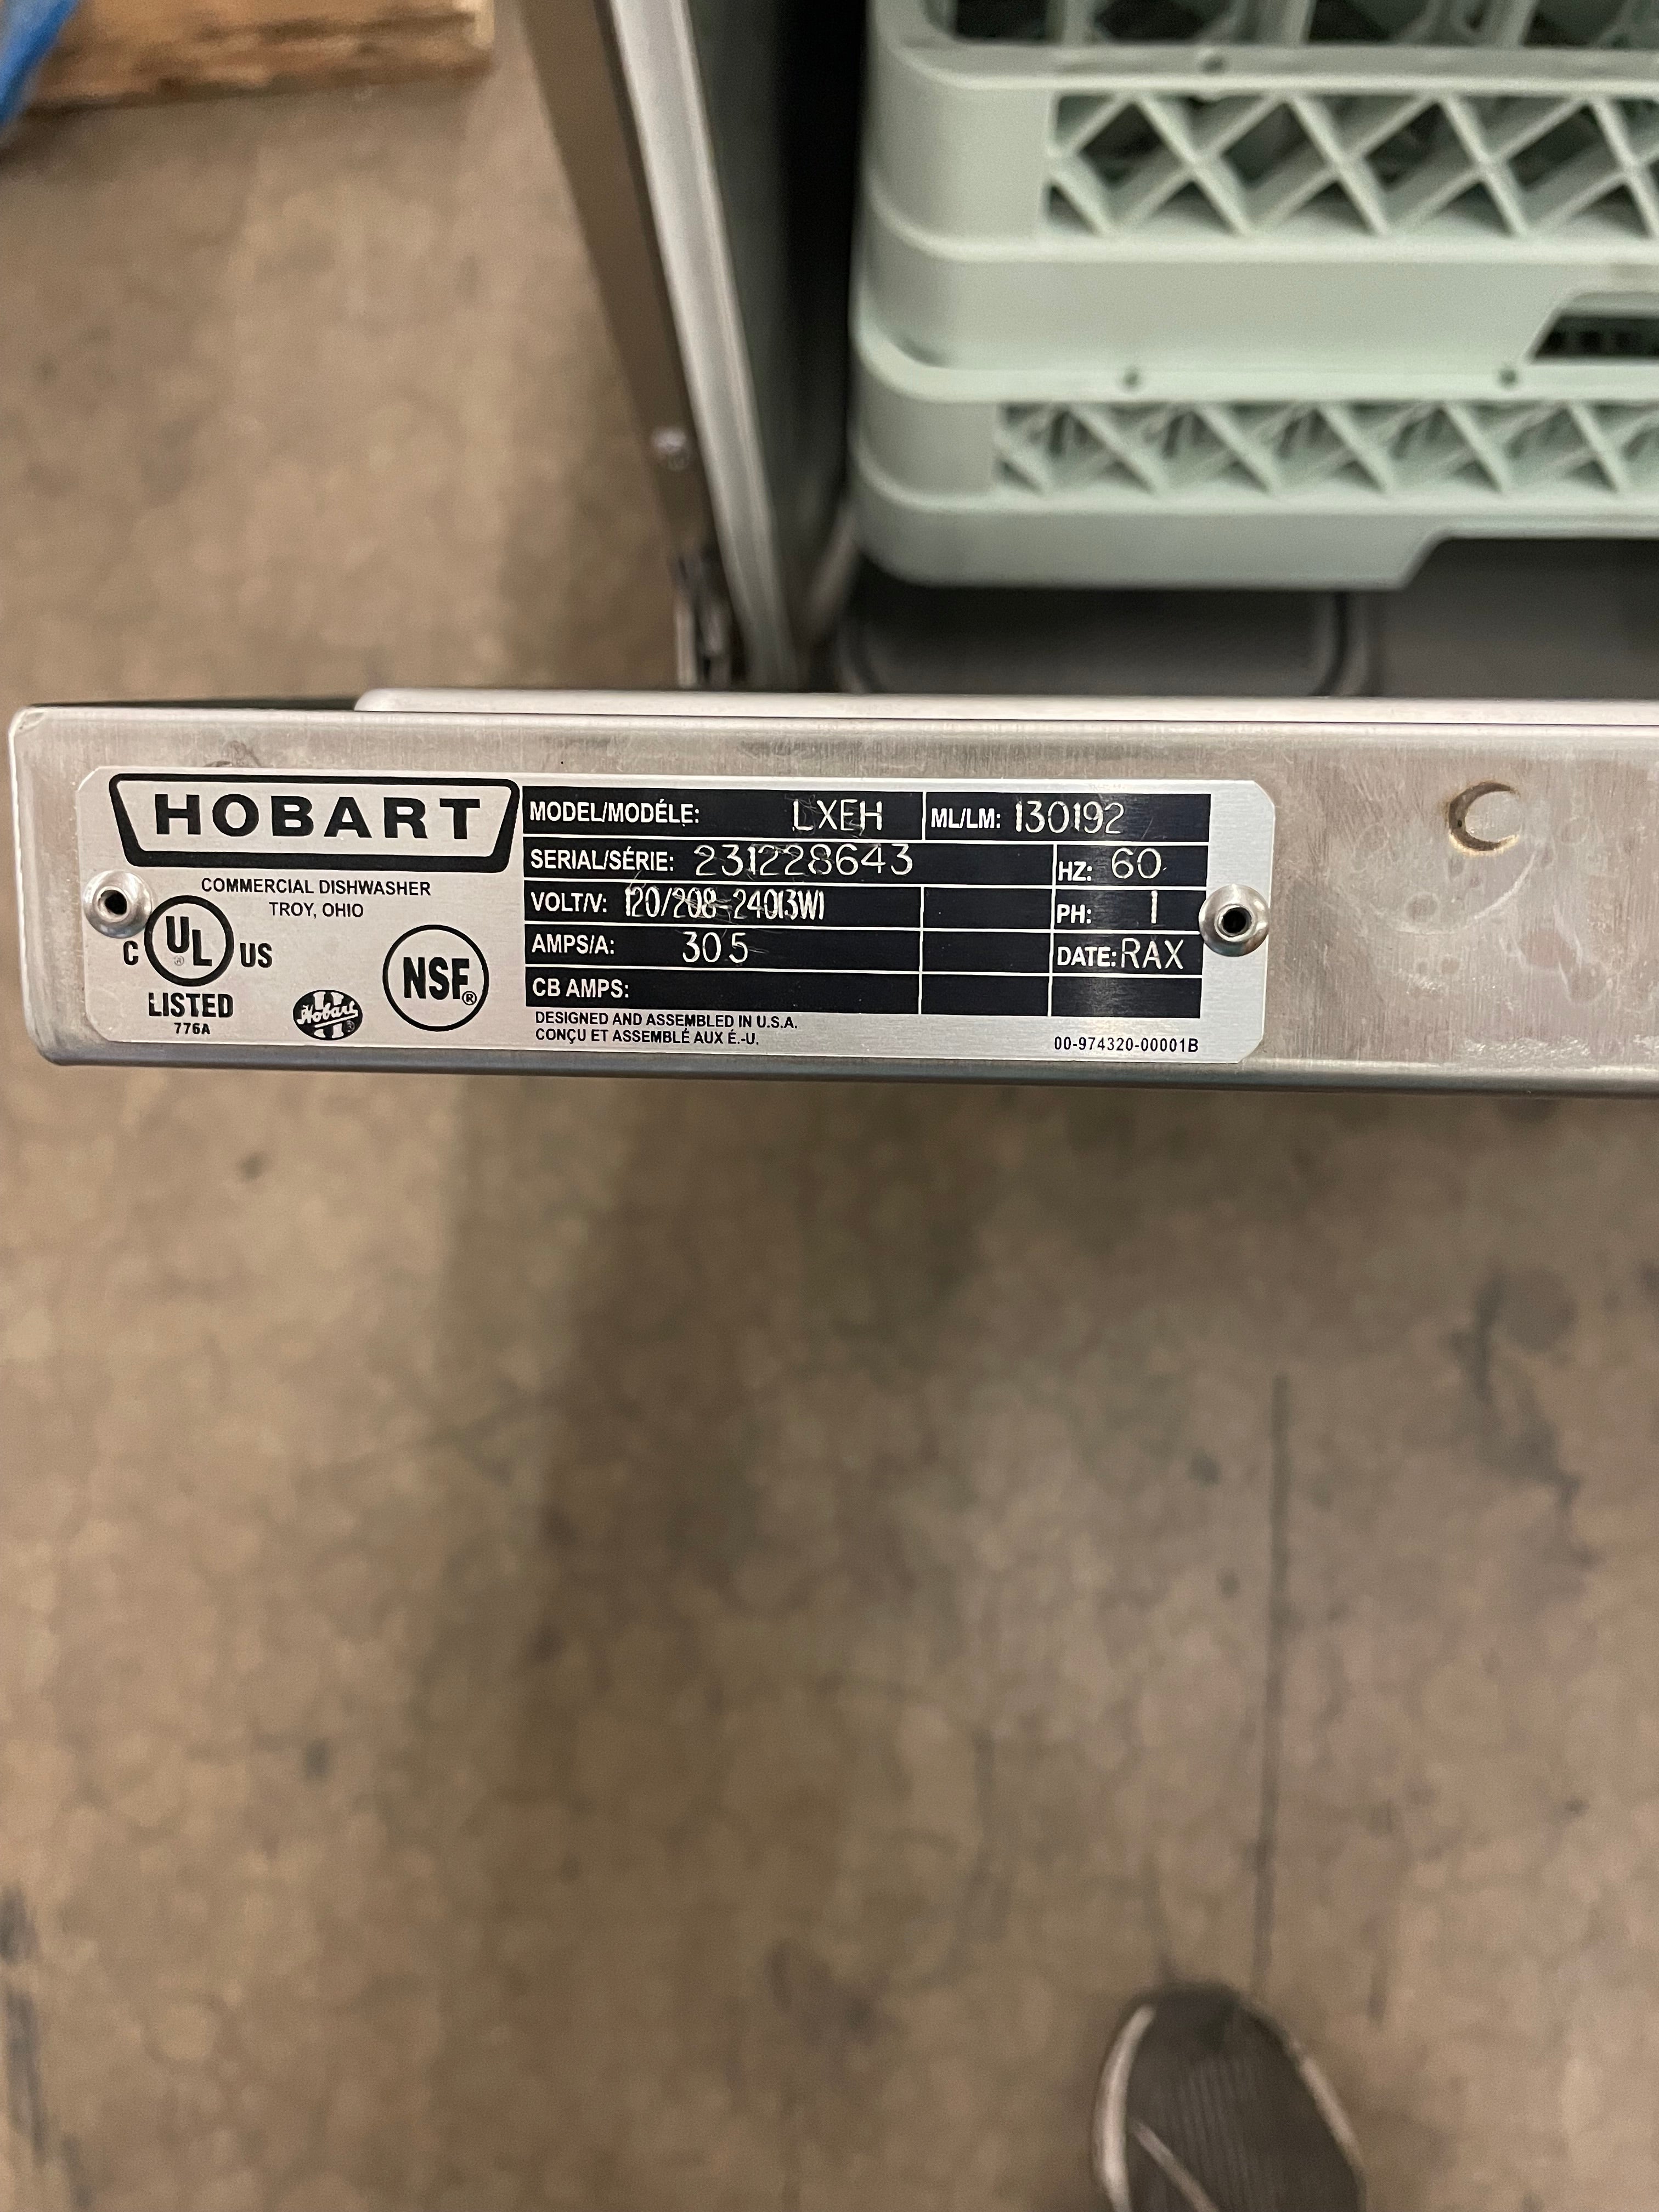 HOBART
COMMERCIAL DISHWASHER
TROY, OHIO
C UL® US
LISTED
776A
Hobart®
NSF®
MODEL/MODÉLE: LXEH ML/LM: 130192
SERIAL/SÉRIE: 231228643 HZ: 60
VOLT/V: 120/208-240(3W) PH: 1
AMPS/A: 30.5 DATE: RAX
CB AMPS:
DESIGNED AND ASSEMBLED IN U.S.A.
CONÇU ET ASSEMBLÉ AUX É.-U.
00-974320-00001B